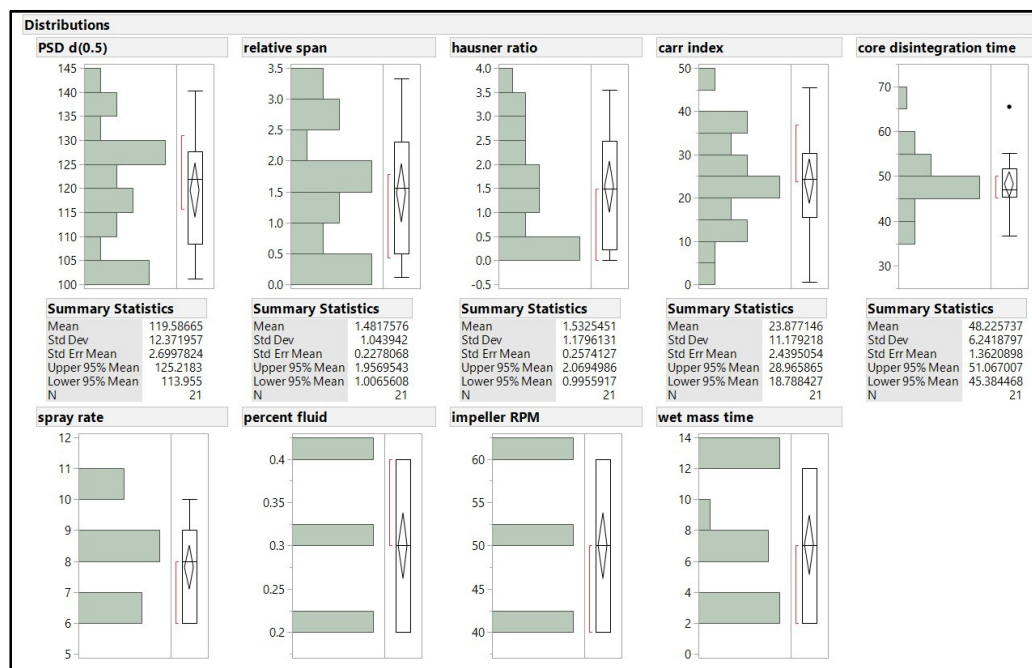 Distributions
PSD d(0.5)
145
140
135
130
125
120
115
110
105
100
Summary Statistics
Mean 119.58665
Std Dev 12.371957
Std Err Mean 2.6997824
Upper 95% Mean 125.2183
Lower 95% Mean 113.955
N 21
relative span
3.5
3.0
2.5
2.0
1.5
1.0
0.5
0.0
Summary Statistics
Mean 1.4817576
Std Dev 1.043942
Std Err Mean 0.2278068
Upper 95% Mean 1.9569543
Lower 95% Mean 1.0065608
N 21
hausner ratio
4.0
3.5
3.0
2.5
2.0
1.5
1.0
0.5
0.0
-0.5
Summary Statistics
Mean 1.5325451
Std Dev 1.1796131
Std Err Mean 0.2574127
Upper 95% Mean 2.0694986
Lower 95% Mean 0.9955917
N 21
carr index
50
40
30
20
10
0
Summary Statistics
Mean 23.877146
Std Dev 11.179218
Std Err Mean 2.4395054
Upper 95% Mean 28.965865
Lower 95% Mean 18.788427
N 21
core disintegration time
70
60
50
40
30
Summary Statistics
Mean 48.225737
Std Dev 6.2418797
Std Err Mean 1.3620898
Upper 95% Mean 51.067007
Lower 95% Mean 45.384468
N 21
spray rate
12
11
10
9
8
7
6
5
percent fluid
0.4
0.35
0.3
0.25
0.2
impeller RPM
60
55
50
45
40
wet mass time
14
12
10
8
6
4
2
0